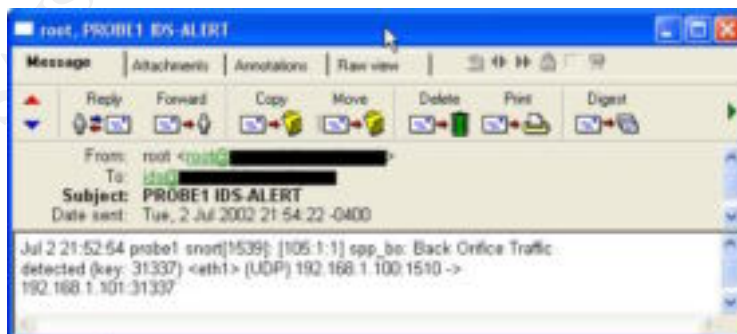 root, PROBE1 IDS-ALERT
Message Attachments Annotations Raw view
Reply Forward Copy Move Delete Print Digest
From: root <root@
To: ids@
Subject: PROBE1 IDS-ALERT
Date sent: Tue, 2 Jul 2002 21:54:22 -0400
Jul 2 21:52:54 probe1 snort[1539]: [105:1:1] spp_bo: Back Orifice Traffic
detected (key: 31337) <eth1> {UDP} 192.168.1.100:1510 ->
192.168.1.101:31337